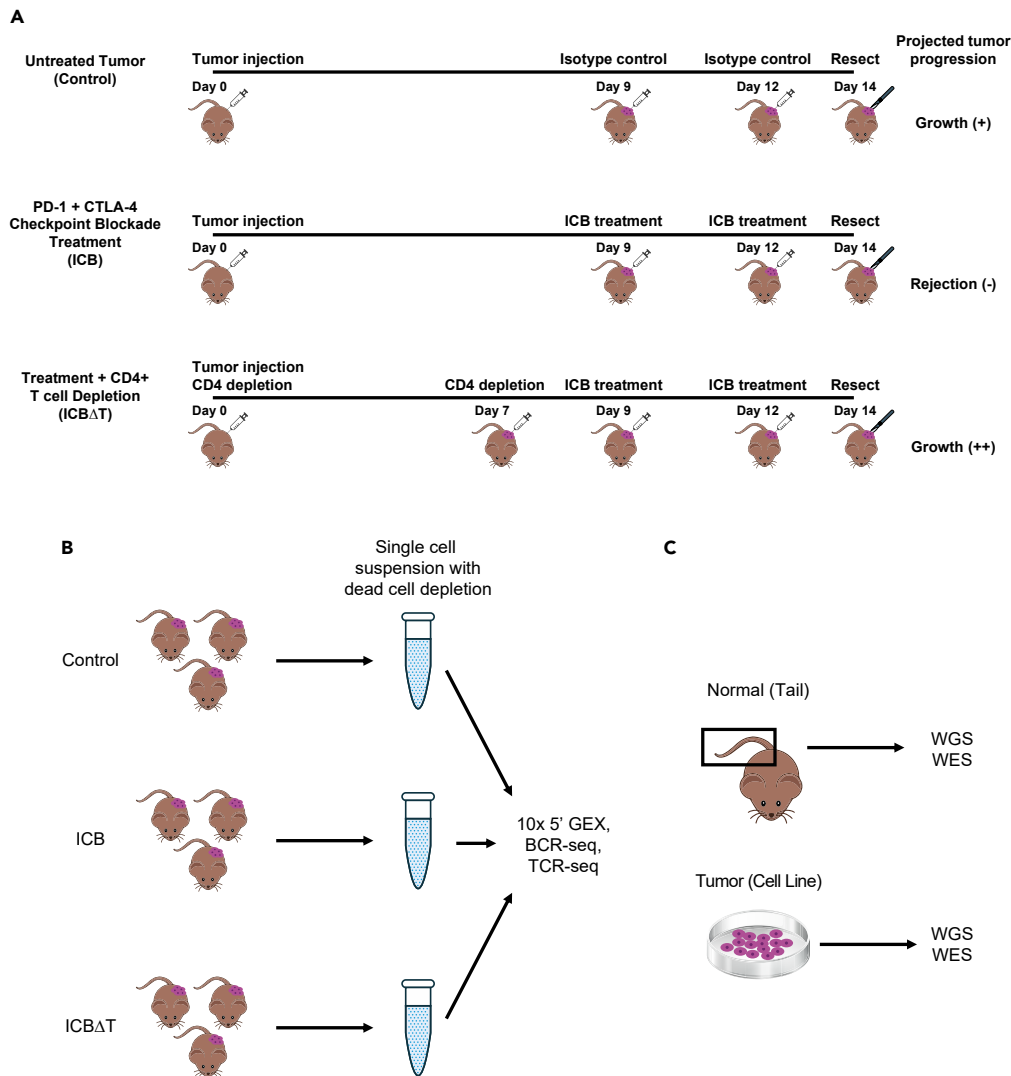 A
Projected tumor
progression
Untreated Tumor
(Control)
Tumor injection
Isotype control
Isotype control
Resect
Day 0
Day 9
Day 12
Day 14
Growth (+)
PD-1 + CTLA-4
Checkpoint Blockade
Treatment
(ICB)
Tumor injection
ICB treatment
ICB treatment
Resect
Day 0
Day 9
Day 12
Day 14
Rejection (-)
Treatment + CD4+
T cell Depletion
(ICBΔT)
Tumor injection
CD4 depletion
CD4 depletion
ICB treatment
ICB treatment
Resect
Day 0
Day 7
Day 9
Day 12
Day 14
Growth (++)
B
Single cell
suspension with
dead cell depletion
Control
ICB
ICBΔT
10x 5' GEX,
BCR-seq,
TCR-seq
C
Normal (Tail)
WGS
WES
Tumor (Cell Line)
WGS
WES